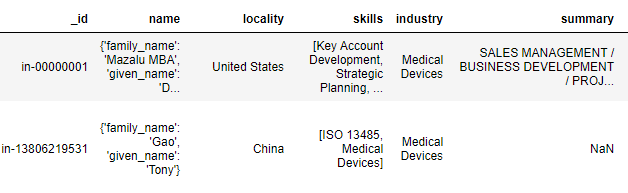 _id name locality skills industry summary
in-00000001 {'family_name': 'Mazalu MBA', 'given_name': 'D... United States [Key Account Development, Strategic Planning, ... Medical Devices SALES MANAGEMENT / BUSINESS DEVELOPMENT / PROJ...
in-13806219531 {'family_name': 'Gao', 'given_name': 'Tony'} China [ISO 13485, Medical Devices] Medical Devices NaN